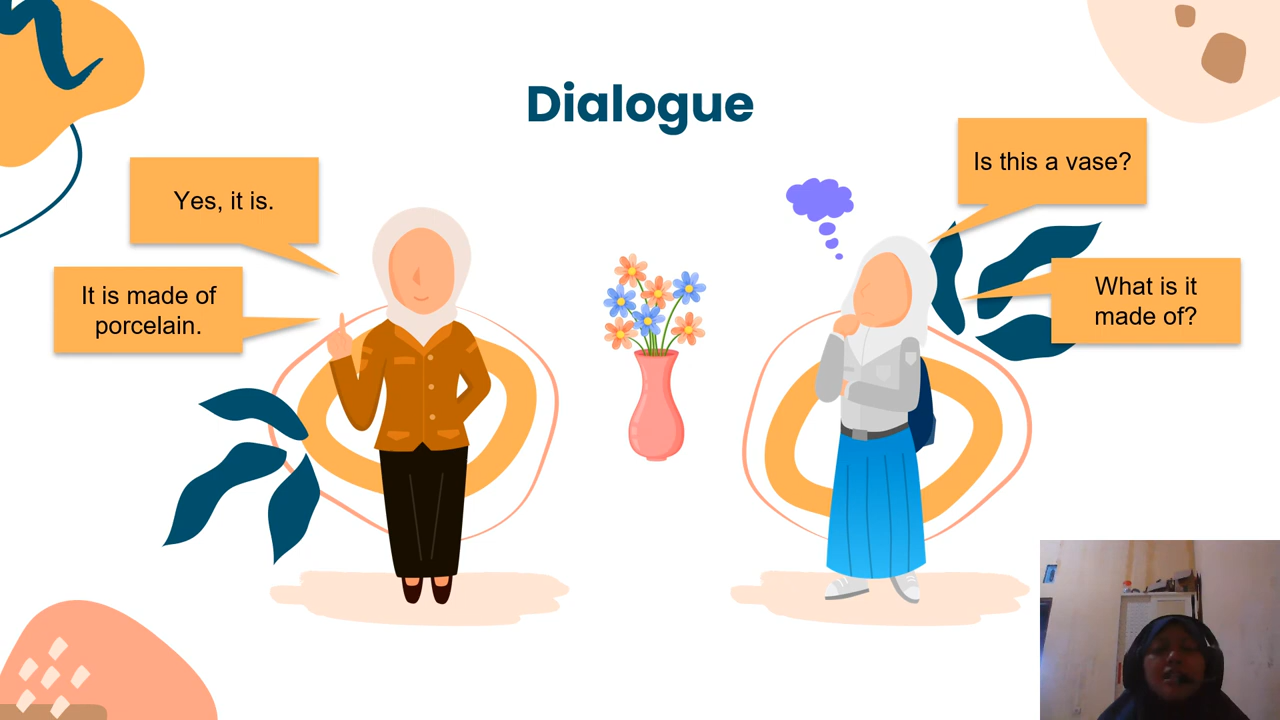 Dialogue
Is this a vase?
Yes, it is.
What is it
made of?
It is made of
porcelain.